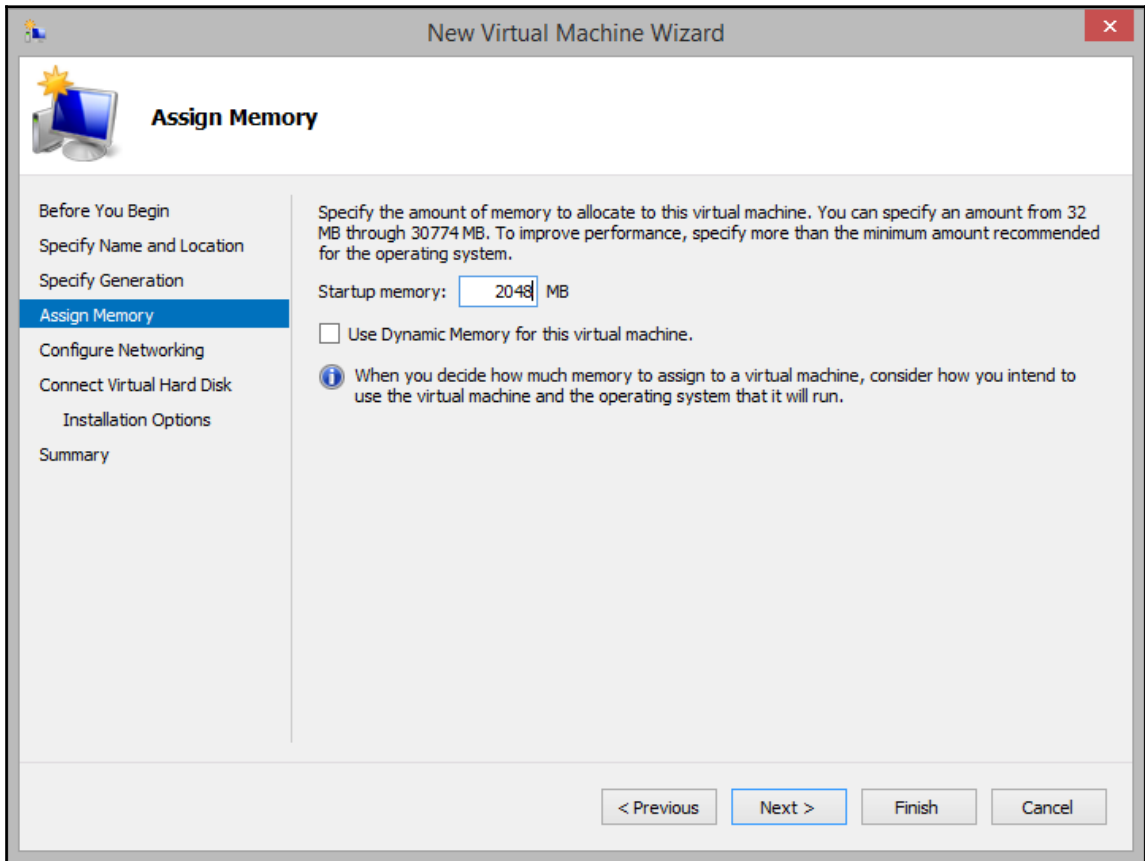 New Virtual Machine Wizard
Assign Memory
Before You Begin
Specify Name and Location
Specify Generation
Assign Memory
Configure Networking
Connect Virtual Hard Disk
Installation Options
Summary
Specify the amount of memory to allocate to this virtual machine. You can specify an amount from 32
MB through 30774 MB. To improve performance, specify more than the minimum amount recommended
for the operating system.
Startup memory: 2048 MB
Use Dynamic Memory for this virtual machine.
When you decide how much memory to assign to a virtual machine, consider how you intend to
use the virtual machine and the operating system that it will run.
< Previous Next > Finish Cancel